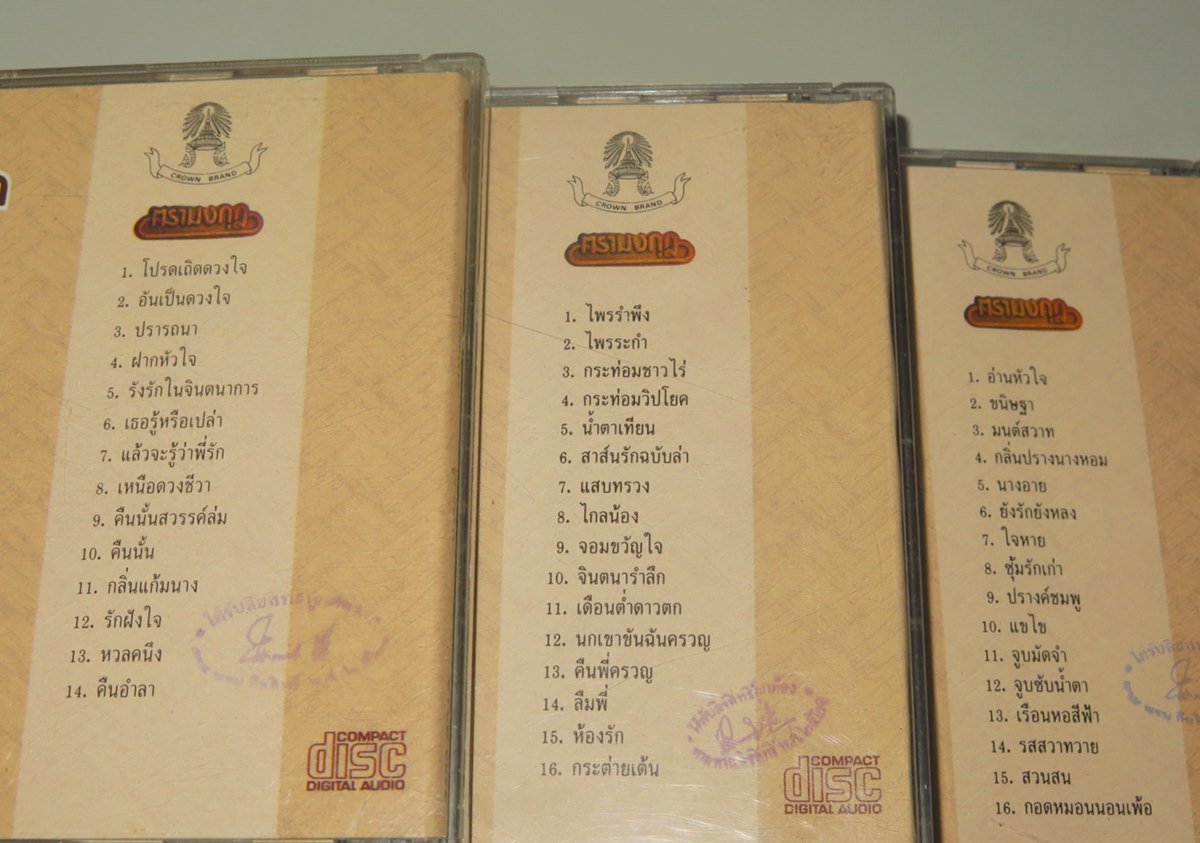 CROWN BRAND
ตรามงกุฎ
1. โปรดเถิดดวงใจ
2. อันเป็นดวงใจ
3. ปรารถนา
4. ฝากหัวใจ
5. รังรักในจินตนาการ
6. เธอรู้หรือเปล่า
7. แล้วจะรู้ว่าพี่รัก
8. เหนือดวงชีวา
9. คืนนั้นสวรรค์ล่ม
10. คืนนั้น
11. กลิ่นแก้มนาง
12. รักฝังใจ
13. หวลคนึง
14. คืนอำลา
COMPACT
disc
DIGITAL AUDIO
CROWN BRAND
ตรามงกุฎ
1. ไพรรำพึง
2. ไพรระกำ
3. กระท่อมชาวไร่
4. กระท่อมวิปโยค
5. น้ำตาเทียน
6. สาส์นรักฉบับล่า
7. แสบทรวง
8. ไกลน้อง
9. จอมขวัญใจ
10. จินตนารำลึก
11. เดือนต่ำดาวตก
12. นกเขาขันฉันครวญ
13. คืนพี่ครวญ
14. ลืมพี่
15. ห้องรัก
16. กระต่ายเต้น
COMPACT
disc
DIGITAL AUDIO
CROWN BRAND
ตรามงกุฎ
1. อ่านหัวใจ
2. ขนิษฐา
3. มนต์สวาท
4. กลิ่นปรางนางหอม
5. นางอาย
6. ยังรักยังหลง
7. ใจหาย
8. ซุ้มรักเก่า
9. ปรางค์ชมพู
10. แขไข
11. จูบมัดจำ
12. จูบซับน้ำตา
13. เรือนหอสีฟ้า
14. รสสวาทวาย
15. สวนสน
16. กอดหมอนนอนเพ้อ